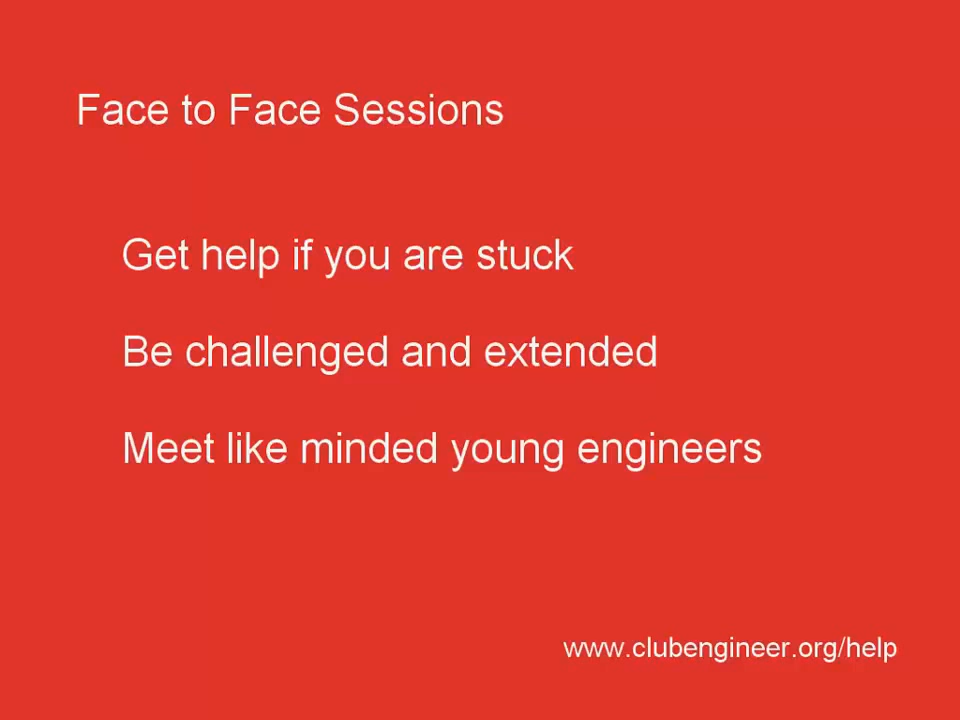 Face to Face Sessions
Get help if you are stuck
Be challenged and extended
Meet like minded young engineers
www.clubengineer.org/help